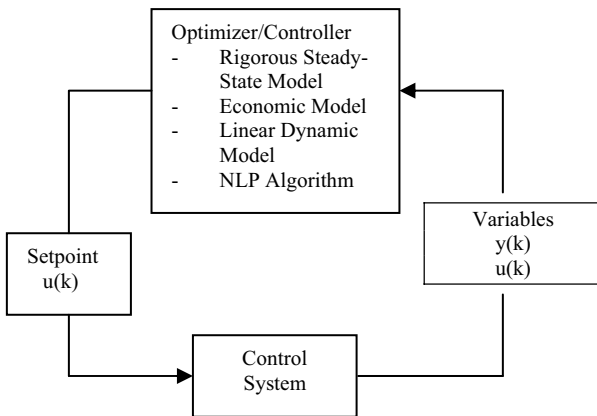 Optimizer/Controller
- Rigorous Steady-
State Model
- Economic Model
- Linear Dynamic
Model
- NLP Algorithm
Setpoint
u(k)
Variables
y(k)
u(k)
Control
System